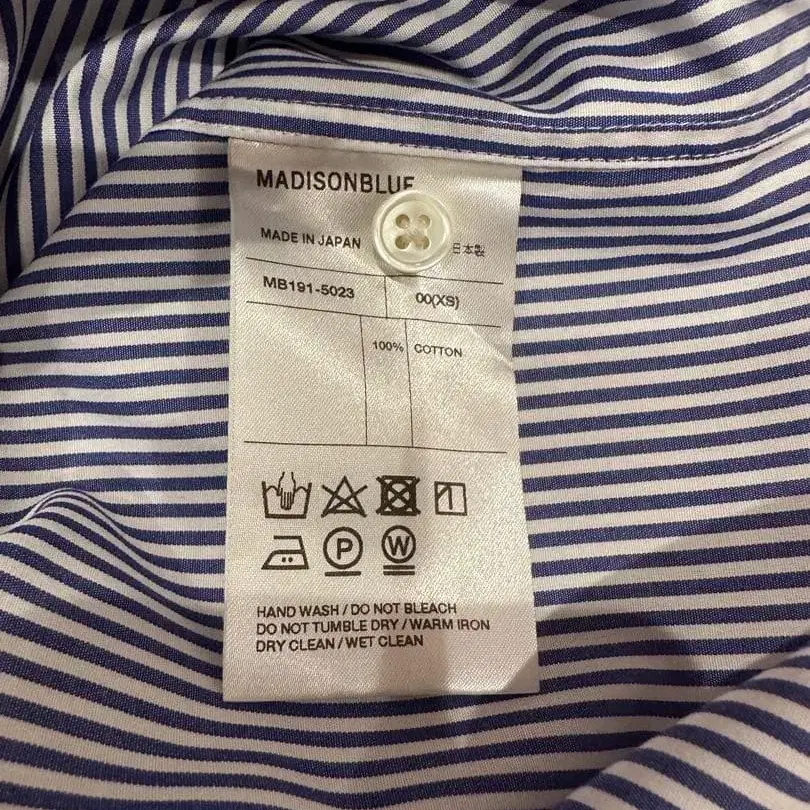 MADISONBLUE
MADE IN JAPAN 日本製
MB191-5023 00(XS)
100% COTTON
P W
HAND WASH / DO NOT BLEACH
DO NOT TUMBLE DRY / WARM IRON
DRY CLEAN / WET CLEAN